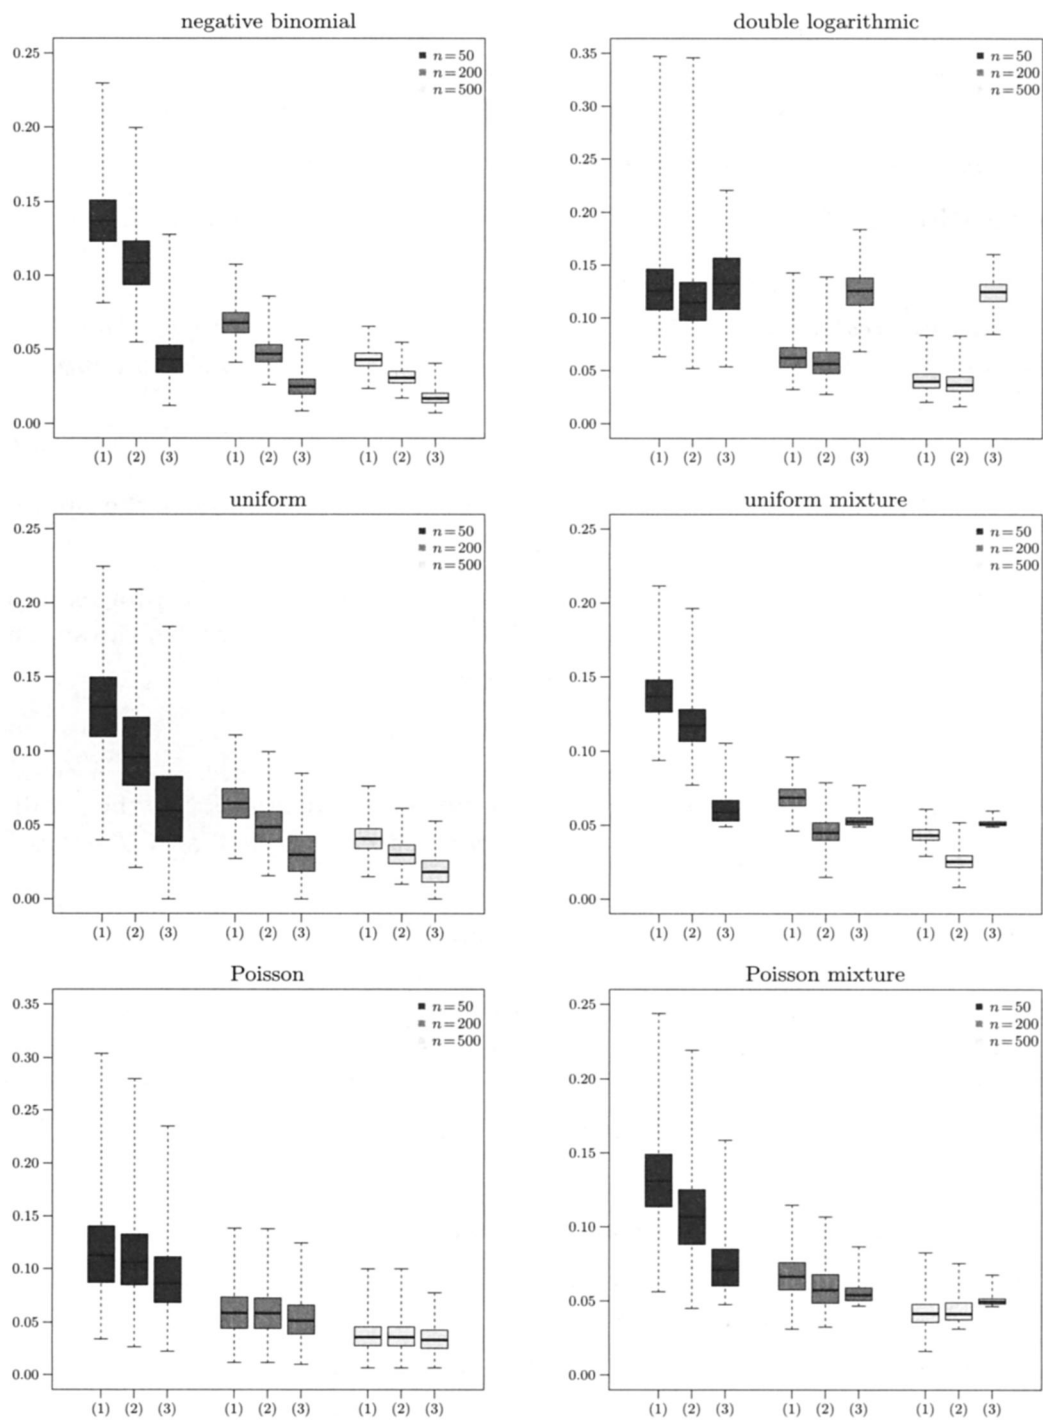 negative binomial
0.25
0.20
0.15
0.10
0.05
0.00
n=50
n=200
n=500
(1) (2) (3) (1) (2) (3) (1) (2) (3)
double logarithmic
0.35
0.30
0.25
0.20
0.15
0.10
0.05
0.00
n=50
n=200
n=500
(1) (2) (3) (1) (2) (3) (1) (2) (3)
uniform
0.25
0.20
0.15
0.10
0.05
0.00
n=50
n=200
n=500
(1) (2) (3) (1) (2) (3) (1) (2) (3)
uniform mixture
0.25
0.20
0.15
0.10
0.05
0.00
n=50
n=200
n=500
(1) (2) (3) (1) (2) (3) (1) (2) (3)
Poisson
0.35
0.30
0.25
0.20
0.15
0.10
0.05
0.00
n=50
n=200
n=500
(1) (2) (3) (1) (2) (3) (1) (2) (3)
Poisson mixture
0.25
0.20
0.15
0.10
0.05
0.00
n=50
n=200
n=500
(1) (2) (3) (1) (2) (3) (1) (2) (3)